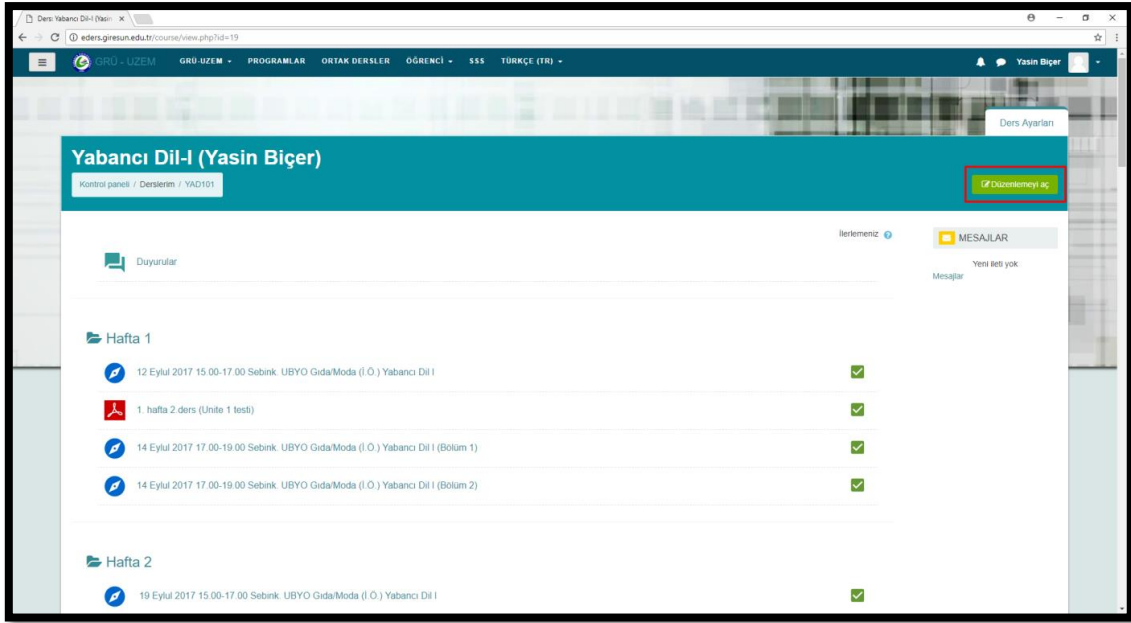 Ders: Yabancı Dil-I (Yasin
eders.giresun.edu.tr/course/view.php?id=19
GRÜ - UZEM GRÜ-UZEM PROGRAMLAR ORTAK DERSLER ÖĞRENCİ SSS TÜRKÇE (TR) Yasin Biçer
Ders Ayarları
Yabancı Dil-I (Yasin Biçer)
Kontrol paneli / Derslerim / YAD101
Düzenlemeyi aç
İlerlemeniz
MESAJLAR
Duyurular
Yeni ileti yok
Mesajlar
Hafta 1
12 Eylul 2017 15.00-17.00 Sebink. UBYO Gıda/Moda (İ.Ö.) Yabancı Dil I
1. hafta 2.ders (Unite 1 testi)
14 Eylul 2017 17.00-19.00 Sebink. UBYO Gıda/Moda (İ.Ö.) Yabancı Dil I (Bölüm 1)
14 Eylul 2017 17.00-19.00 Sebink. UBYO Gıda/Moda (İ.Ö.) Yabancı Dil I (Bölüm 2)
Hafta 2
19 Eylul 2017 15.00-17.00 Sebink. UBYO Gıda/Moda (İ.Ö.) Yabancı Dil I